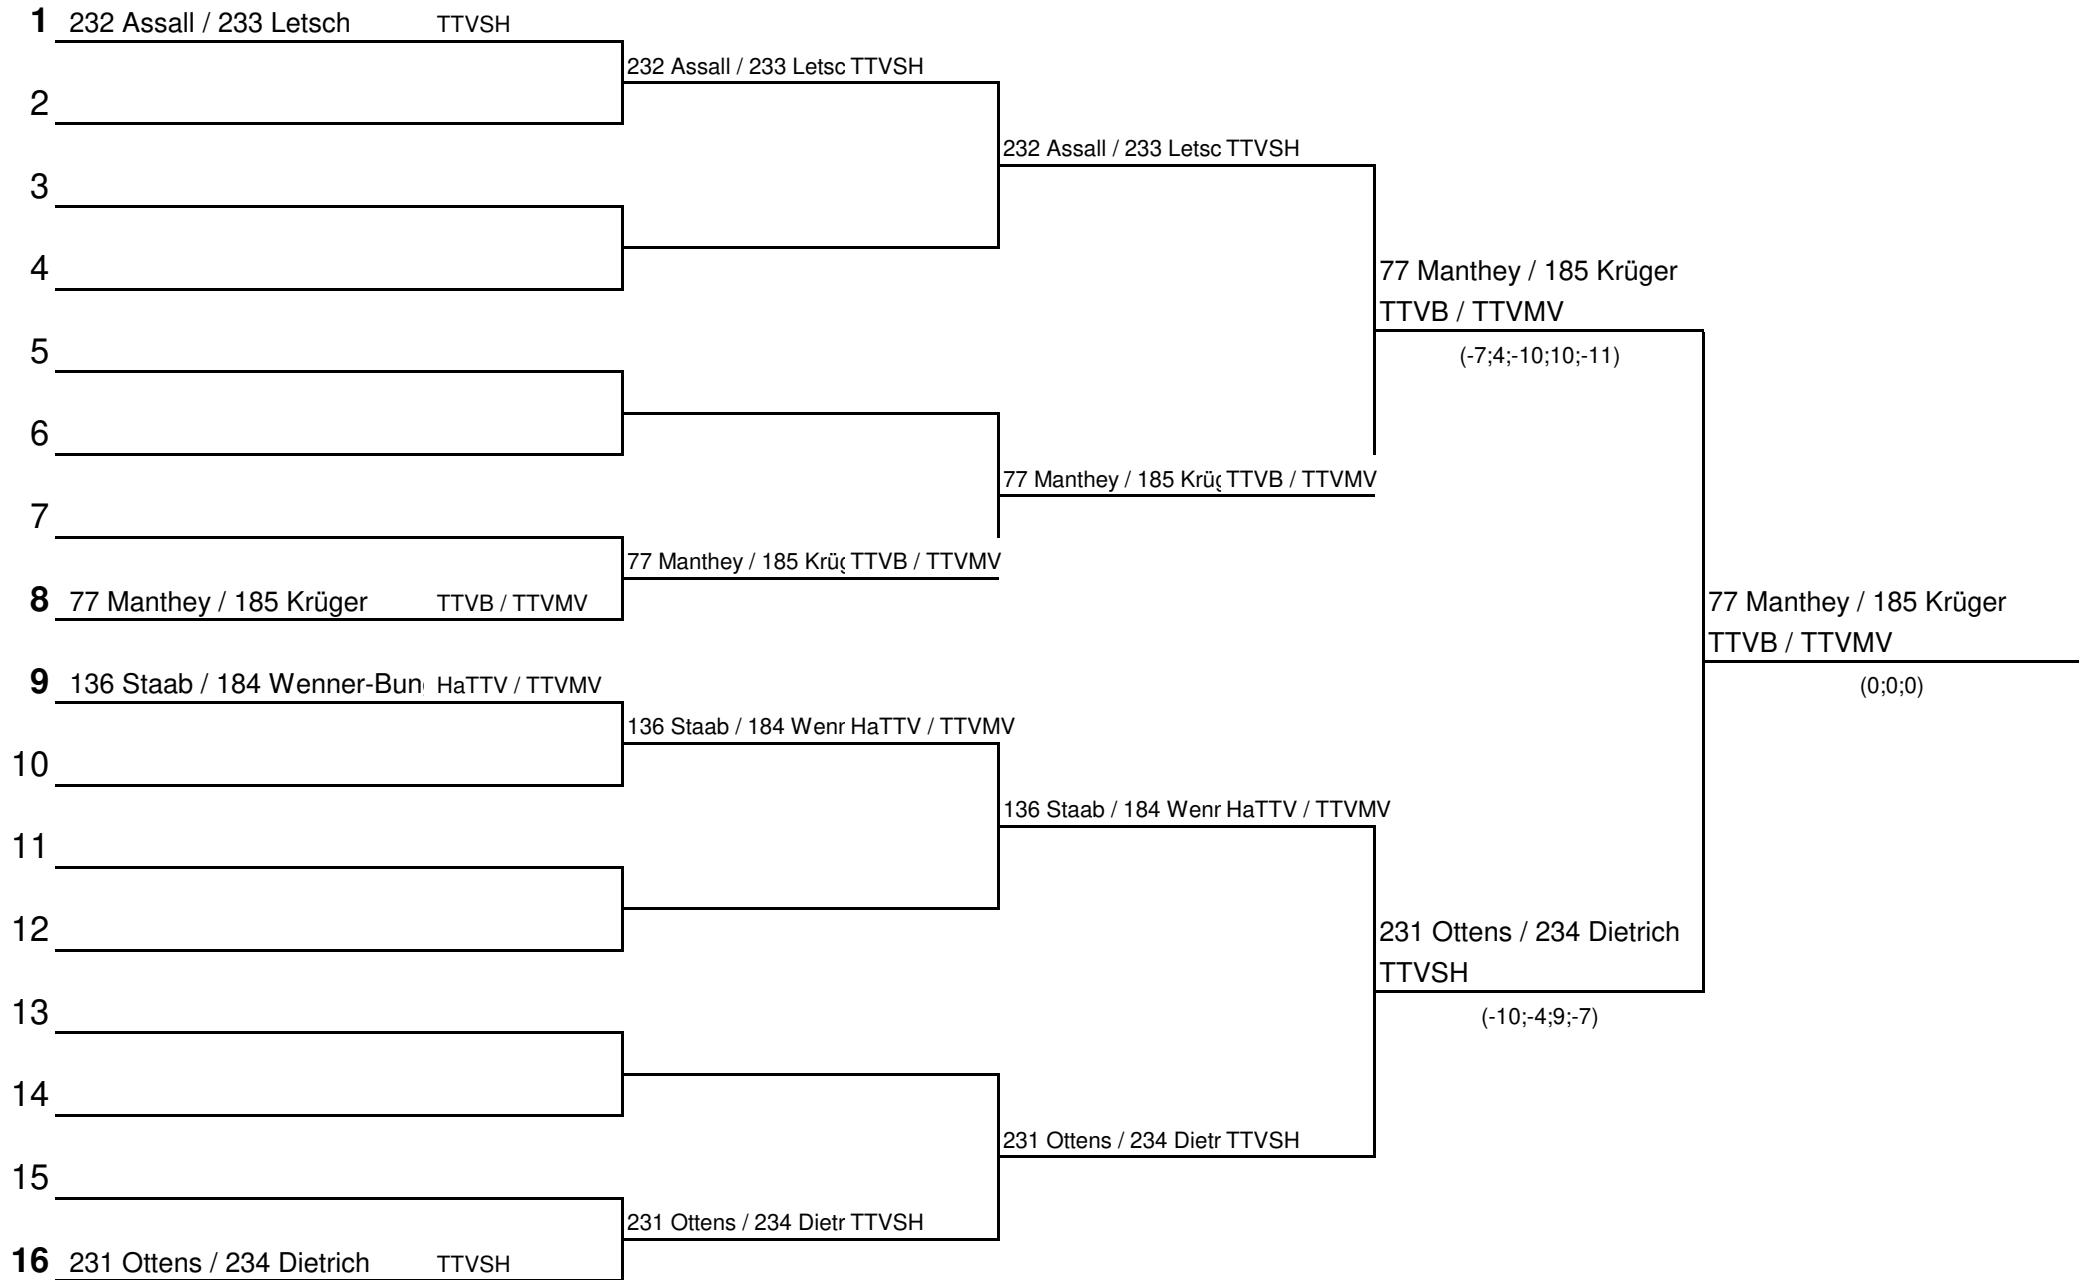 1 232 Assall / 233 Letsch TTVSH
232 Assall / 233 Letsc TTVSH
2
232 Assall / 233 Letsc TTVSH
3
4
77 Manthey / 185 Krüger
TTVB / TTVMV
5
(-7;4;-10;10;-11)
6
77 Manthey / 185 Krüg TTVB / TTVMV
7
77 Manthey / 185 Krüg TTVB / TTVMV
8 77 Manthey / 185 Krüger TTVB / TTVMV
77 Manthey / 185 Krüger
TTVB / TTVMV
9 136 Staab / 184 Wenner-Bun HaTTV / TTVMV
(0;0;0)
136 Staab / 184 Wenr HaTTV / TTVMV
10
136 Staab / 184 Wenr HaTTV / TTVMV
11
12
231 Ottens / 234 Dietrich
TTVSH
13
(-10;-4;9;-7)
14
231 Ottens / 234 Dietr TTVSH
15
231 Ottens / 234 Dietr TTVSH
16 231 Ottens / 234 Dietrich TTVSH